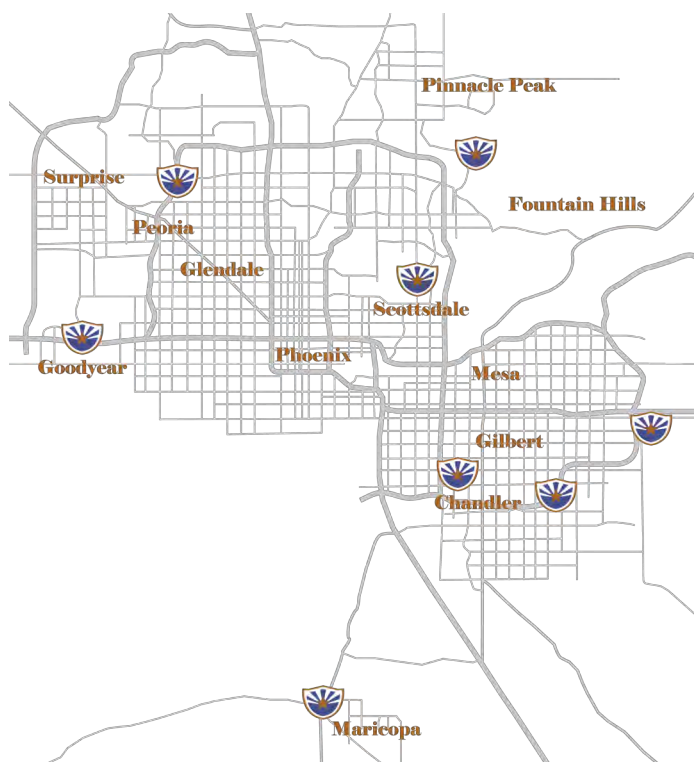 Pinnacle Peak
Surprise
Fountain Hills
Peoria
Glendale
Scottsdale
Phoenix
Goodyear
Mesa
Gilbert
Chandler
Maricopa